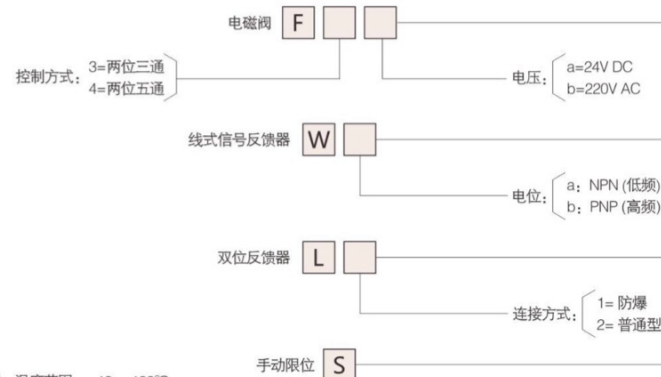 电磁阀 F
控制方式: 3=两位三通
4=两位五通
电压: a=24V DC
b=220V AC
线式信号反馈器 W
电位: a: NPN (低频)
b: PNP (高频)
双位反馈器 L
连接方式: 1= 防爆
2= 普通型
手动限位 S